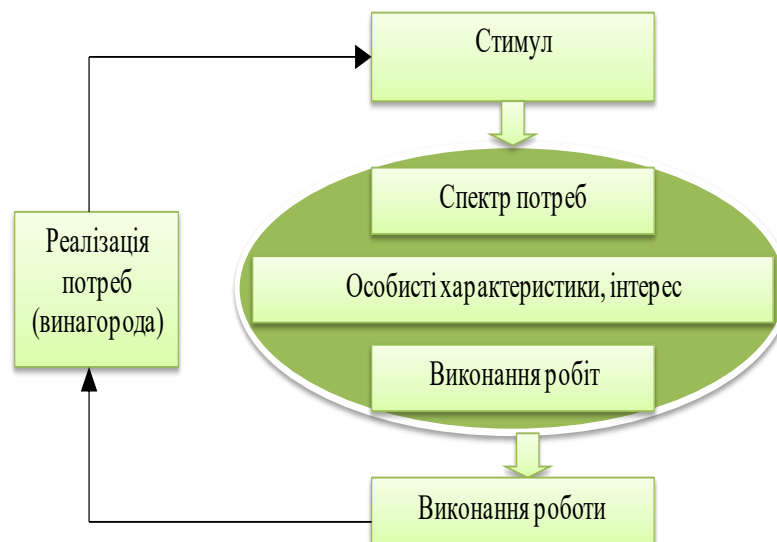 Стимул
Спектр потреб
Особисті характеристики, інтерес
Виконання робіт
Виконання роботи
Реалізація
потреб
(винагорода)